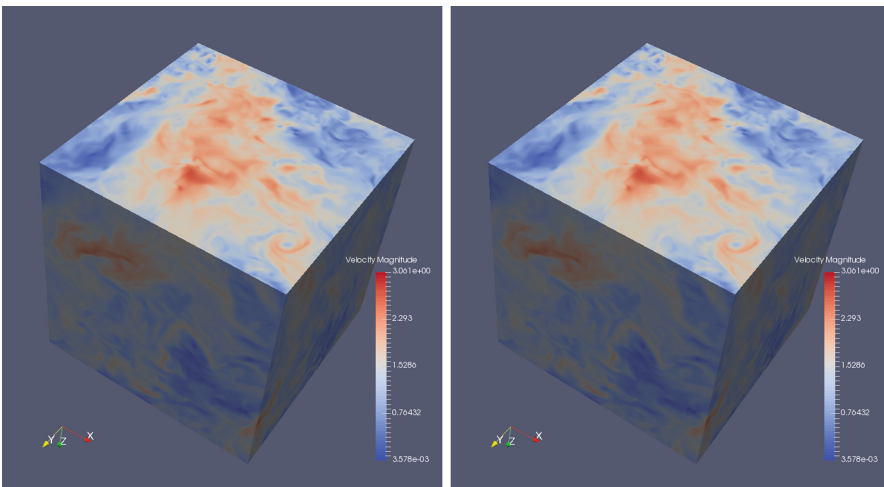 Velocity Magnitude
3.061e+00
2.293
1.5286
0.76432
3.578e-03
Y Z X
Velocity Magnitude
3.061e+00
2.293
1.5286
0.76432
3.578e-03
Y Z X